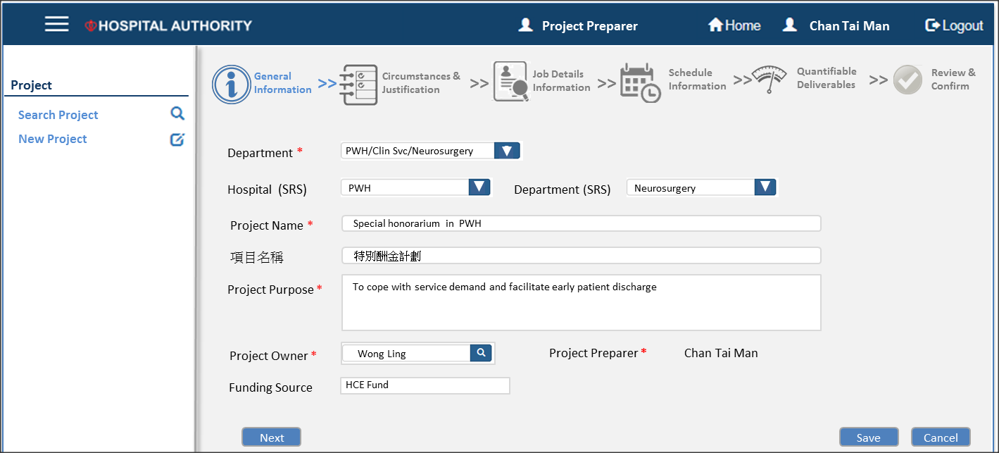 HOSPITAL AUTHORITY Project Preparer Home Chan Tai Man Logout
Project
Search Project
New Project
General
Information
>>
Circumstances &
Justification
>>
Job Details
Information
>>
Schedule
Information
>>
Quantifiable
Deliverables
>>
Review &
Confirm
Department * PWH/Clin Svc/Neurosurgery
Hospital (SRS) PWH Department (SRS) Neurosurgery
Project Name * Special honorarium in PWH
項目名稱 特別酬金計劃
Project Purpose * To cope with service demand and facilitate early patient discharge
Project Owner * Wong Ling Project Preparer * Chan Tai Man
Funding Source HCE Fund
Next Save Cancel